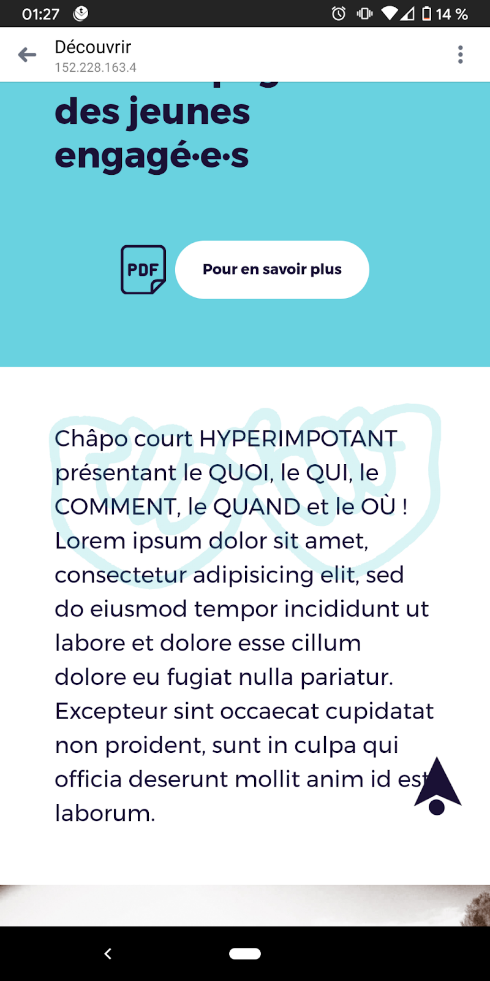 01:27
14 %
Découvrir
152.228.163.4
des jeunes
engagé·e·s
PDF
Pour en savoir plus
Châpo court HYPERIMPOTANT
présentant le QUOI, le QUI, le
COMMENT, le QUAND et le OÙ !
Lorem ipsum dolor sit amet,
consectetur adipisicing elit, sed
do eiusmod tempor incididunt ut
labore et dolore esse cillum
dolore eu fugiat nulla pariatur.
Excepteur sint occaecat cupidatat
non proident, sunt in culpa qui
officia deserunt mollit anim id est
laborum.